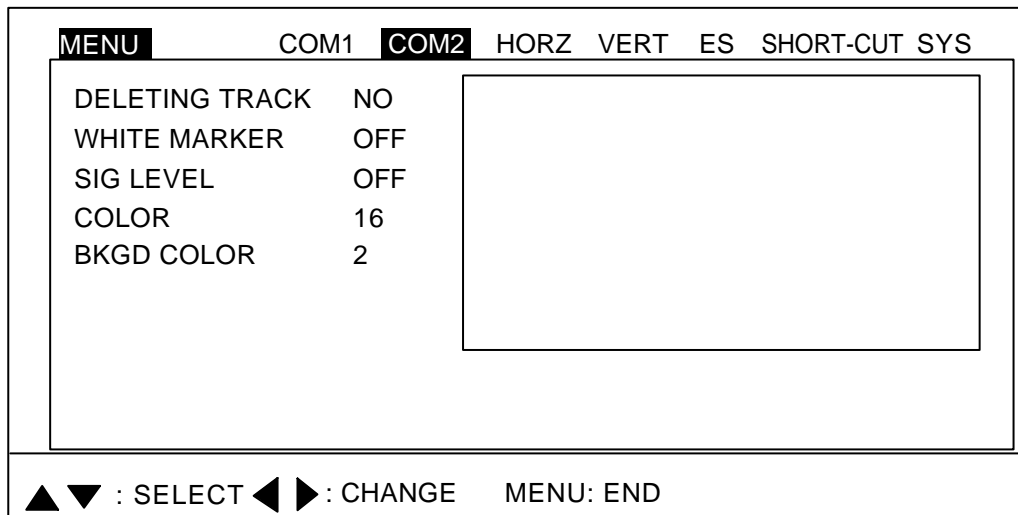 MENU COM1 COM2 HORZ VERT ES SHORT-CUT SYS
DELETING TRACK NO
WHITE MARKER OFF
SIG LEVEL OFF
COLOR 16
BKGD COLOR 2
▲ ▼ : SELECT ◀ ▶ : CHANGE MENU: END